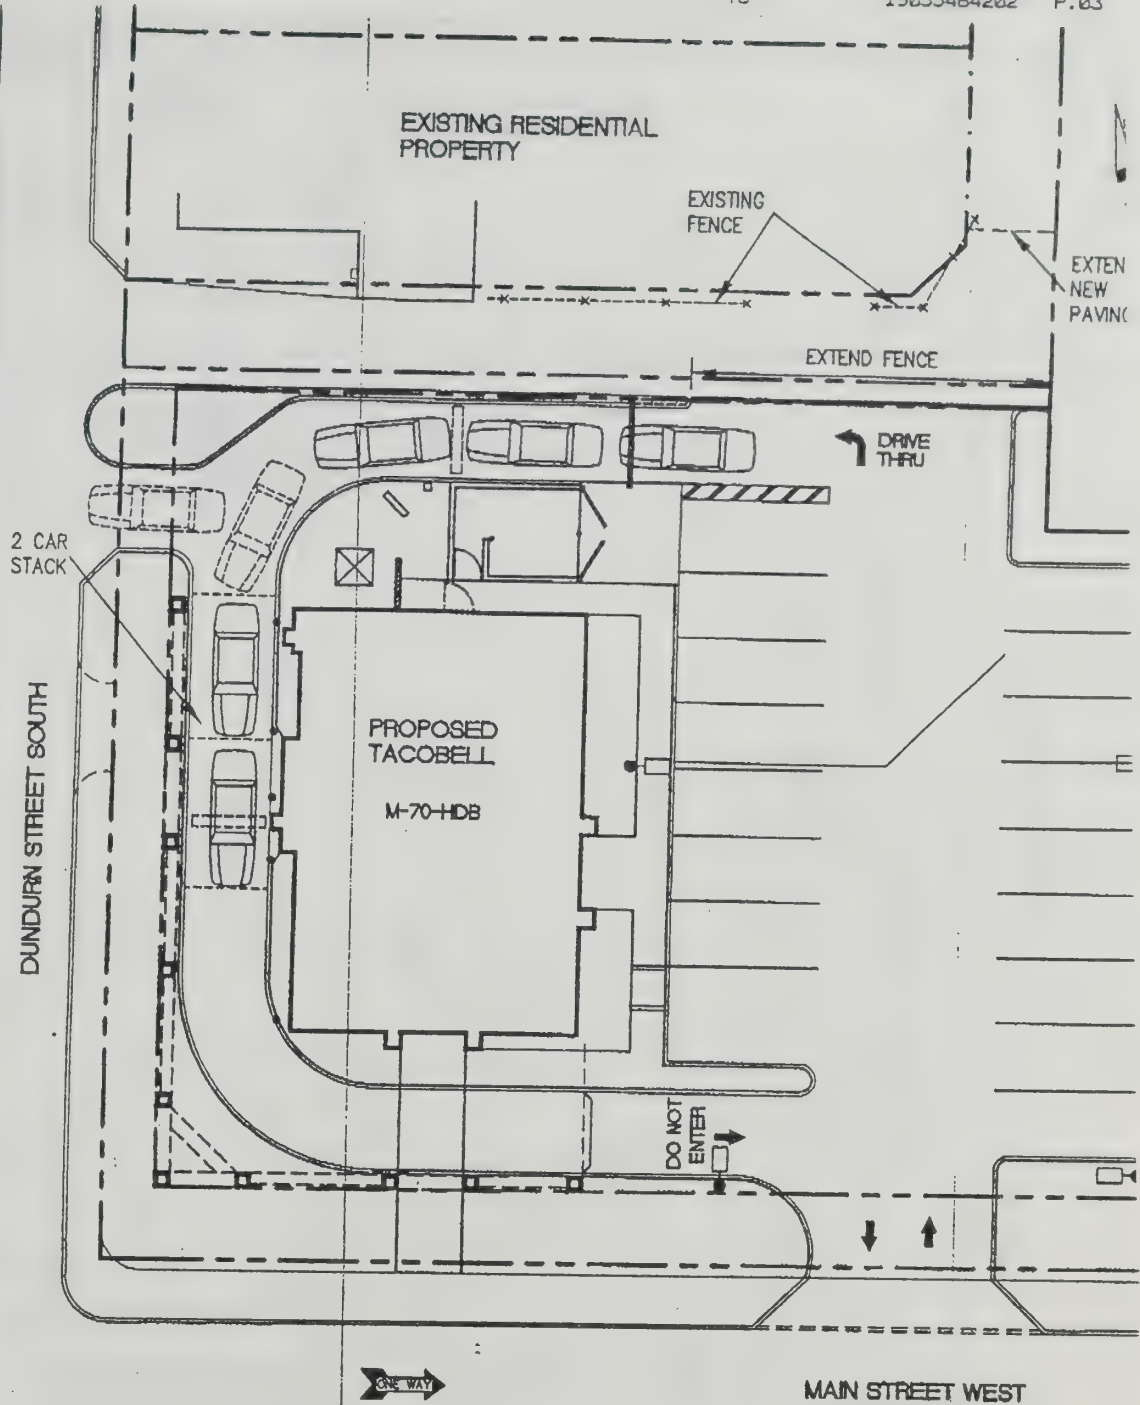 P.03
EXISTING RESIDENTIAL
PROPERTY
EXISTING
FENCE
EXTEN
NEW
PAVING
EXTEND FENCE
DRIVE
THRU
2 CAR
STACK
DUNDURN STREET SOUTH
PROPOSED
TACOBELL
M-70-HDB
DO NOT
ENTER
ONE WAY
MAIN STREET WEST